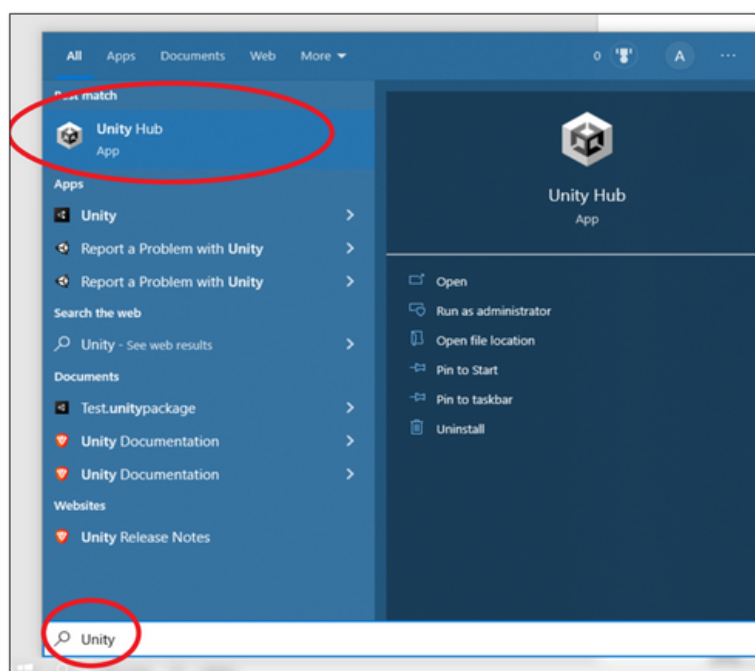 All Apps Documents Web More 0 A ...
Best match
Unity Hub
App
Apps
Unity
Report a Problem with Unity
Report a Problem with Unity
Search the web
Unity - See web results
Documents
Test.unitypackage
Unity Documentation
Unity Documentation
Websites
Unity Release Notes
Unity Hub
App
Open
Run as administrator
Open file location
Pin to Start
Pin to taskbar
Uninstall
Unity